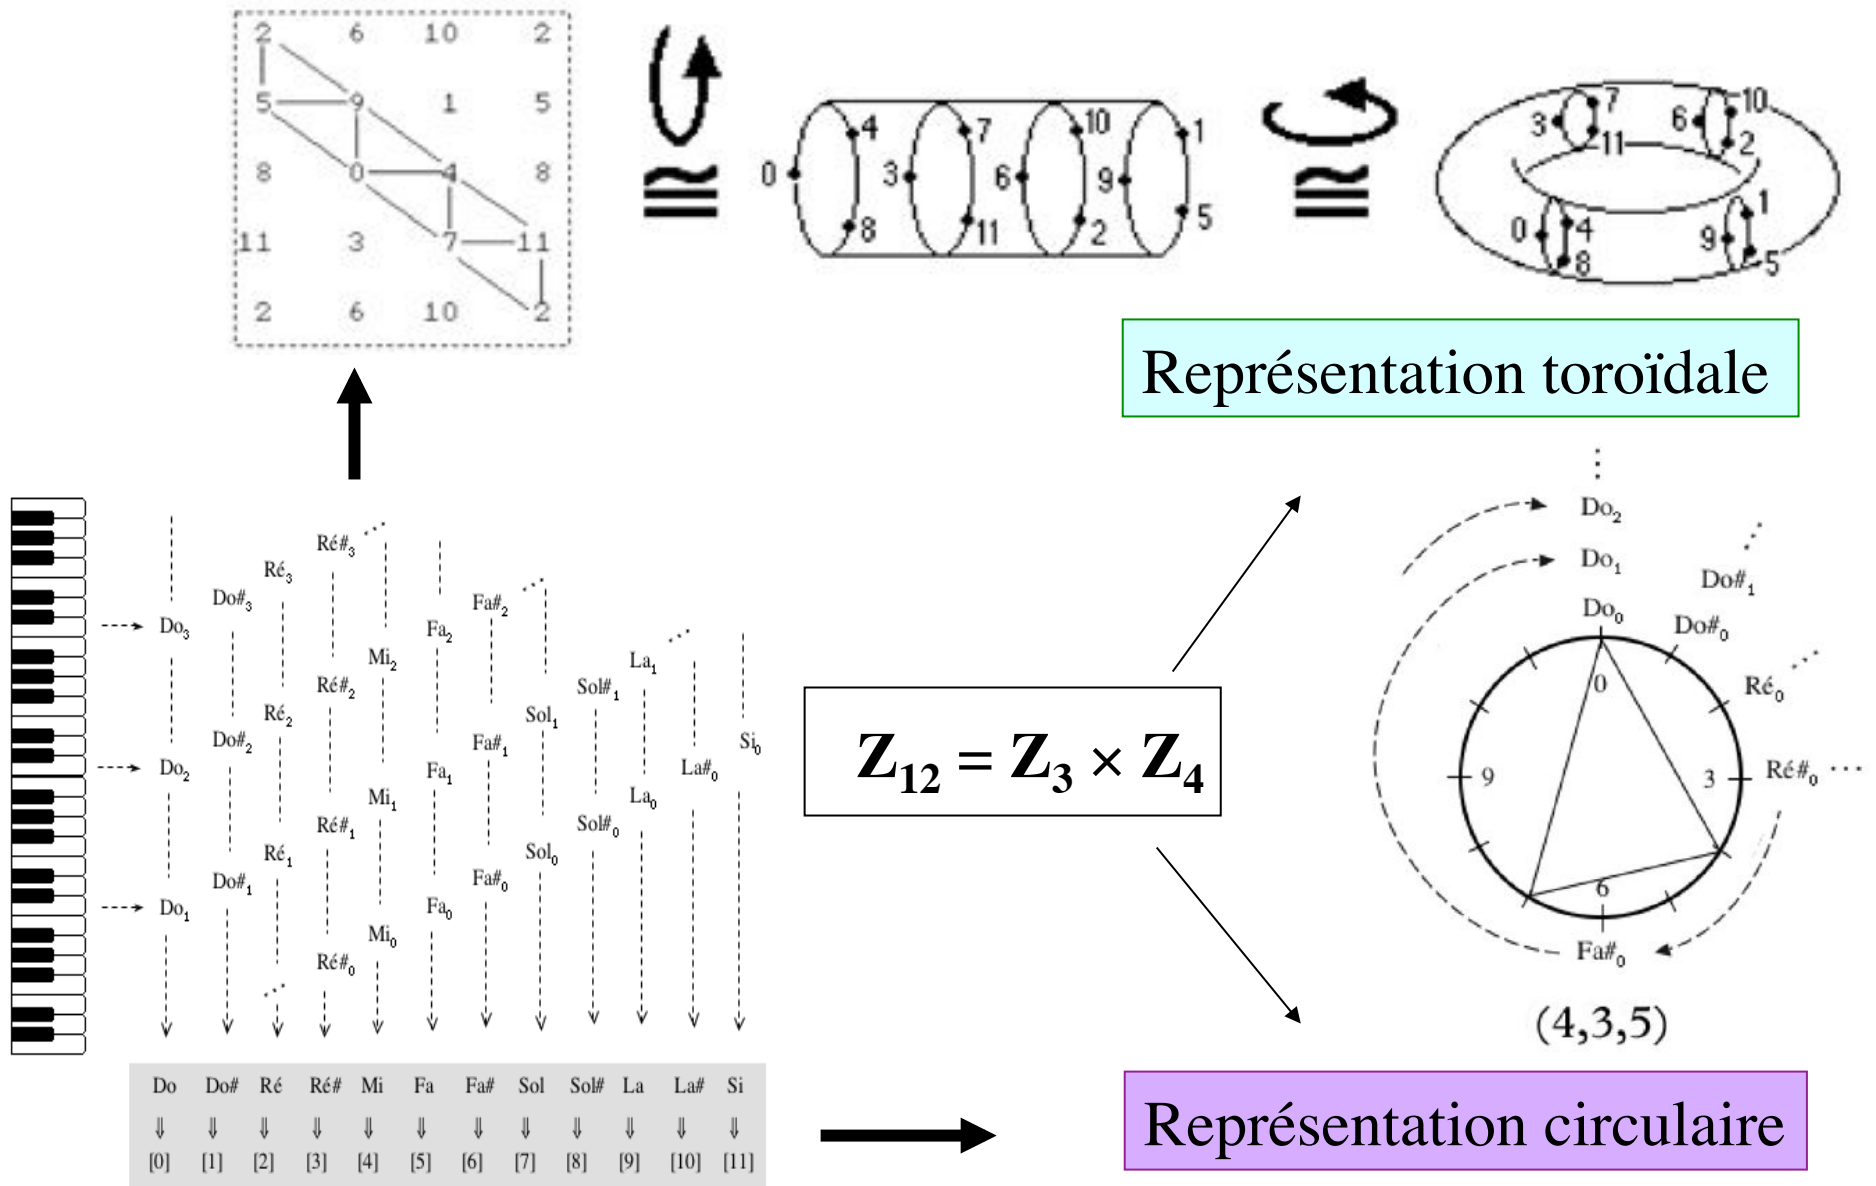 2 6 10 2
5 9 1 5
8 0 4 8
11 3 7 11
2 6 10 2
≅
0 4 8 3 7 11 6 10 2 9 1 5
≅
3 7 11 6 10 2
0 4 8 9 1 5
Représentation toroïdale
Ré#₃
Ré₃
Do#₃
Fa#₂
Do₃
Fa₂
Mi₂
La₁
Ré#₂
Sol#₁
Ré₂
Sol₁
Do#₂
Fa#₁
Si₀
Do₂
Fa₁
La#₀
Mi₁
La₀
Ré#₁
Sol#₀
Ré₁
Sol₀
Do#₁
Fa#₀
Do₁
Fa₀
Mi₀
Ré#₀
Do Do# Ré Ré# Mi Fa Fa# Sol Sol# La La# Si
⇓ ⇓ ⇓ ⇓ ⇓ ⇓ ⇓ ⇓ ⇓ ⇓ ⇓ ⇓
[0] [1] [2] [3] [4] [5] [6] [7] [8] [9] [10] [11]
Z₁₂ = Z₃ × Z₄
Do₂
Do₁
Do#₁
Do₀
Do#₀
Ré₀
0
9 3 Ré#₀ ...
6
Fa#₀
(4,3,5)
Représentation circulaire